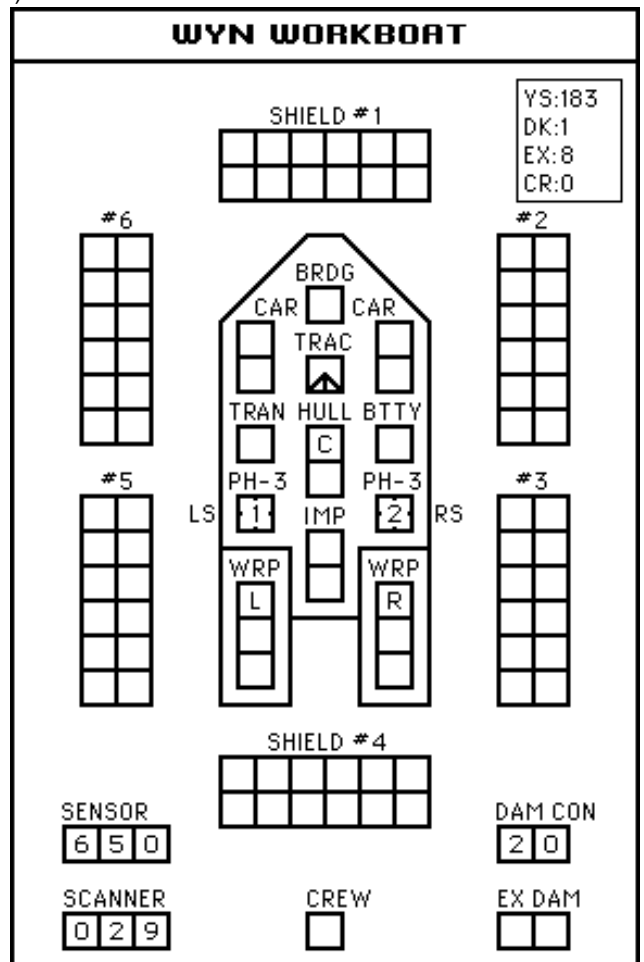 WYN WORKBOAT
YS:183
DK:1
EX:8
CR:0
SHIELD #1
#6
#2
BRDG
CAR CAR
TRAC
TRAN HULL BTTY
C
#5
PH-3 PH-3
#3
LS 1 IMP 2 RS
WRP WRP
L R
SHIELD #4
SENSOR
6 5 0
DAM CON
2 0
SCANNER
0 2 9
CREW
EX DAM